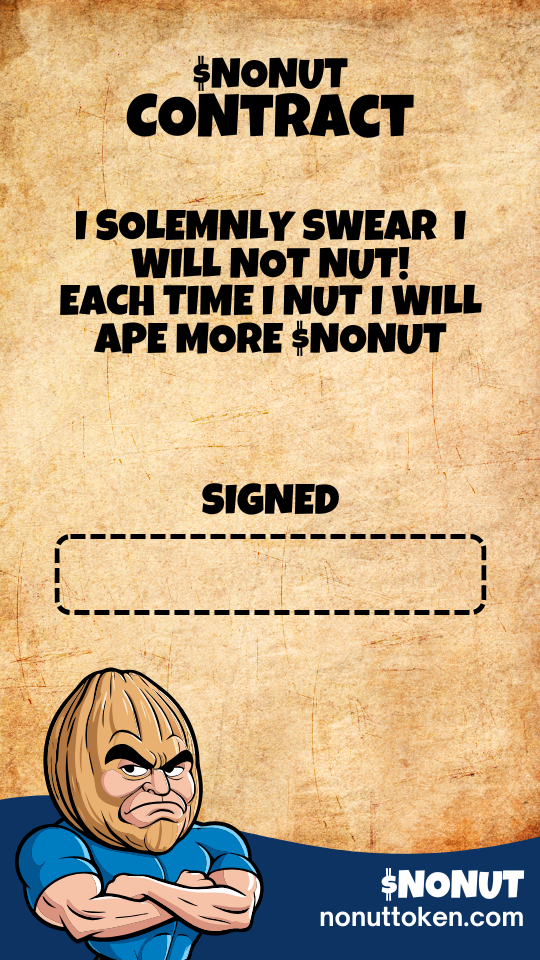 $NONUT
CONTRACT
I SOLEMNLY SWEAR I
WILL NOT NUT!
EACH TIME I NUT I WILL
APE MORE $NONUT
SIGNED
$NONUT
nonuttoken.com